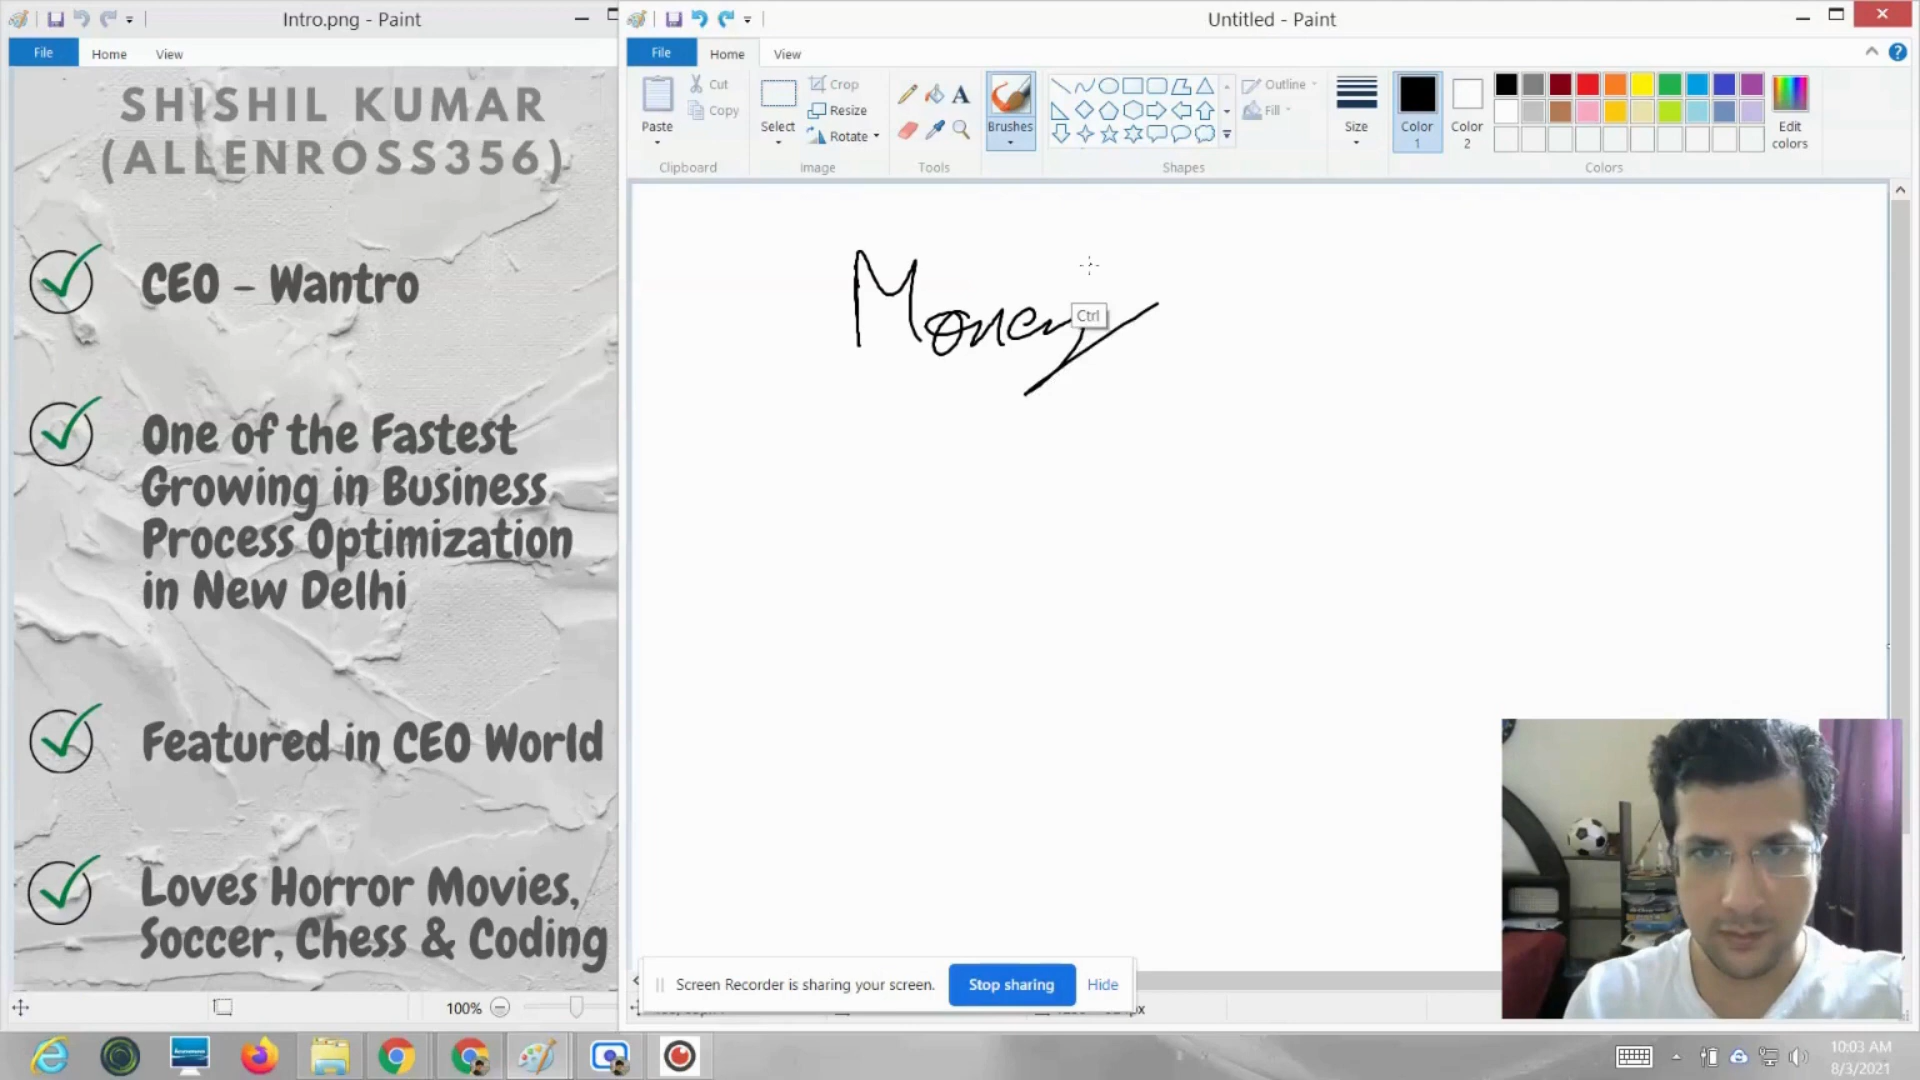 Intro.png - Paint
File
Home
View
SHISHIL KUMAR
(ALLENROSS356)
CEO – Wantro
One of the Fastest
Growing in Business
Process Optimization
in New Delhi
Featured in CEO World
Loves Horror Movies,
Soccer, Chess & Coding
100%
Untitled - Paint
File
Home
View
Paste
Cut
Copy
Clipboard
Select
Crop
Resize
Rotate
Image
Tools
Brushes
Shapes
Outline
Fill
Size
Color
1
Color
2
Edit
colors
Colors
Money
Ctrl
Screen Recorder is sharing your screen.
Stop sharing
Hide
10:03 AM
8/3/2021